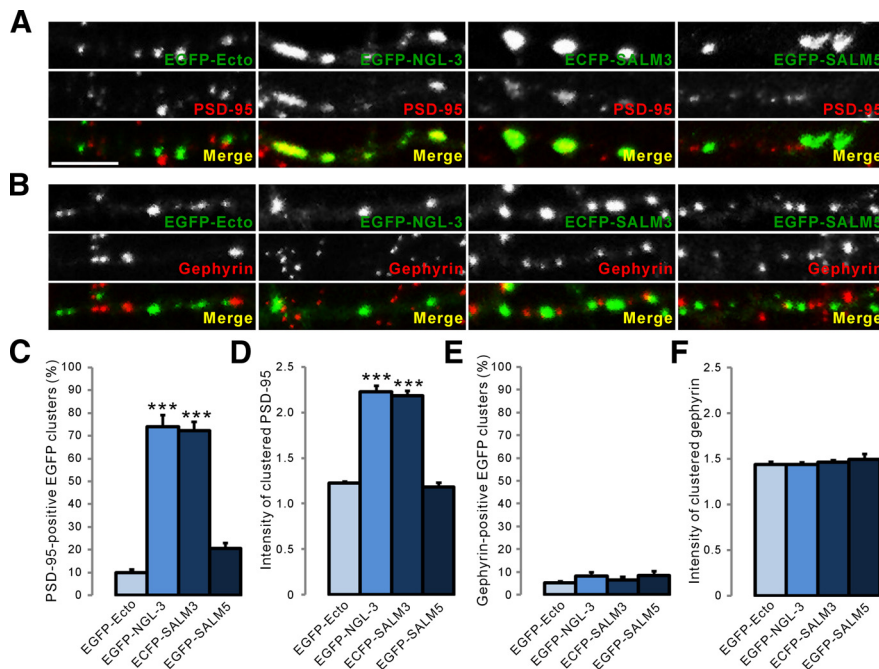 A
EGFP-Ecto EGFP-NGL-3 ECFP-SALM3 EGFP-SALM5
PSD-95 PSD-95 PSD-95 PSD-95
Merge Merge Merge Merge
B
EGFP-Ecto EGFP-NGL-3 ECFP-SALM3 EGFP-SALM5
Gephyrin Gephyrin Gephyrin Gephyrin
Merge Merge Merge Merge
C
PSD-95-positive EGFP clusters (%)
100
90
80
70
60
50
40
30
20
10
0
*** ***
EGFP-Ecto
EGFP-NGL-3
ECFP-SALM3
EGFP-SALM5
D
Intensity of clustered PSD-95
2.5
2.0
1.5
1.0
0.5
0
*** ***
EGFP-Ecto
EGFP-NGL-3
ECFP-SALM3
EGFP-SALM5
E
Gephyrin-positive EGFP clusters (%)
100
90
80
70
60
50
40
30
20
10
0
EGFP-Ecto
EGFP-NGL-3
ECFP-SALM3
EGFP-SALM5
F
Intensity of clustered gephyrin
2.5
2.0
1.5
1.0
0.5
0
EGFP-Ecto
EGFP-NGL-3
ECFP-SALM3
EGFP-SALM5